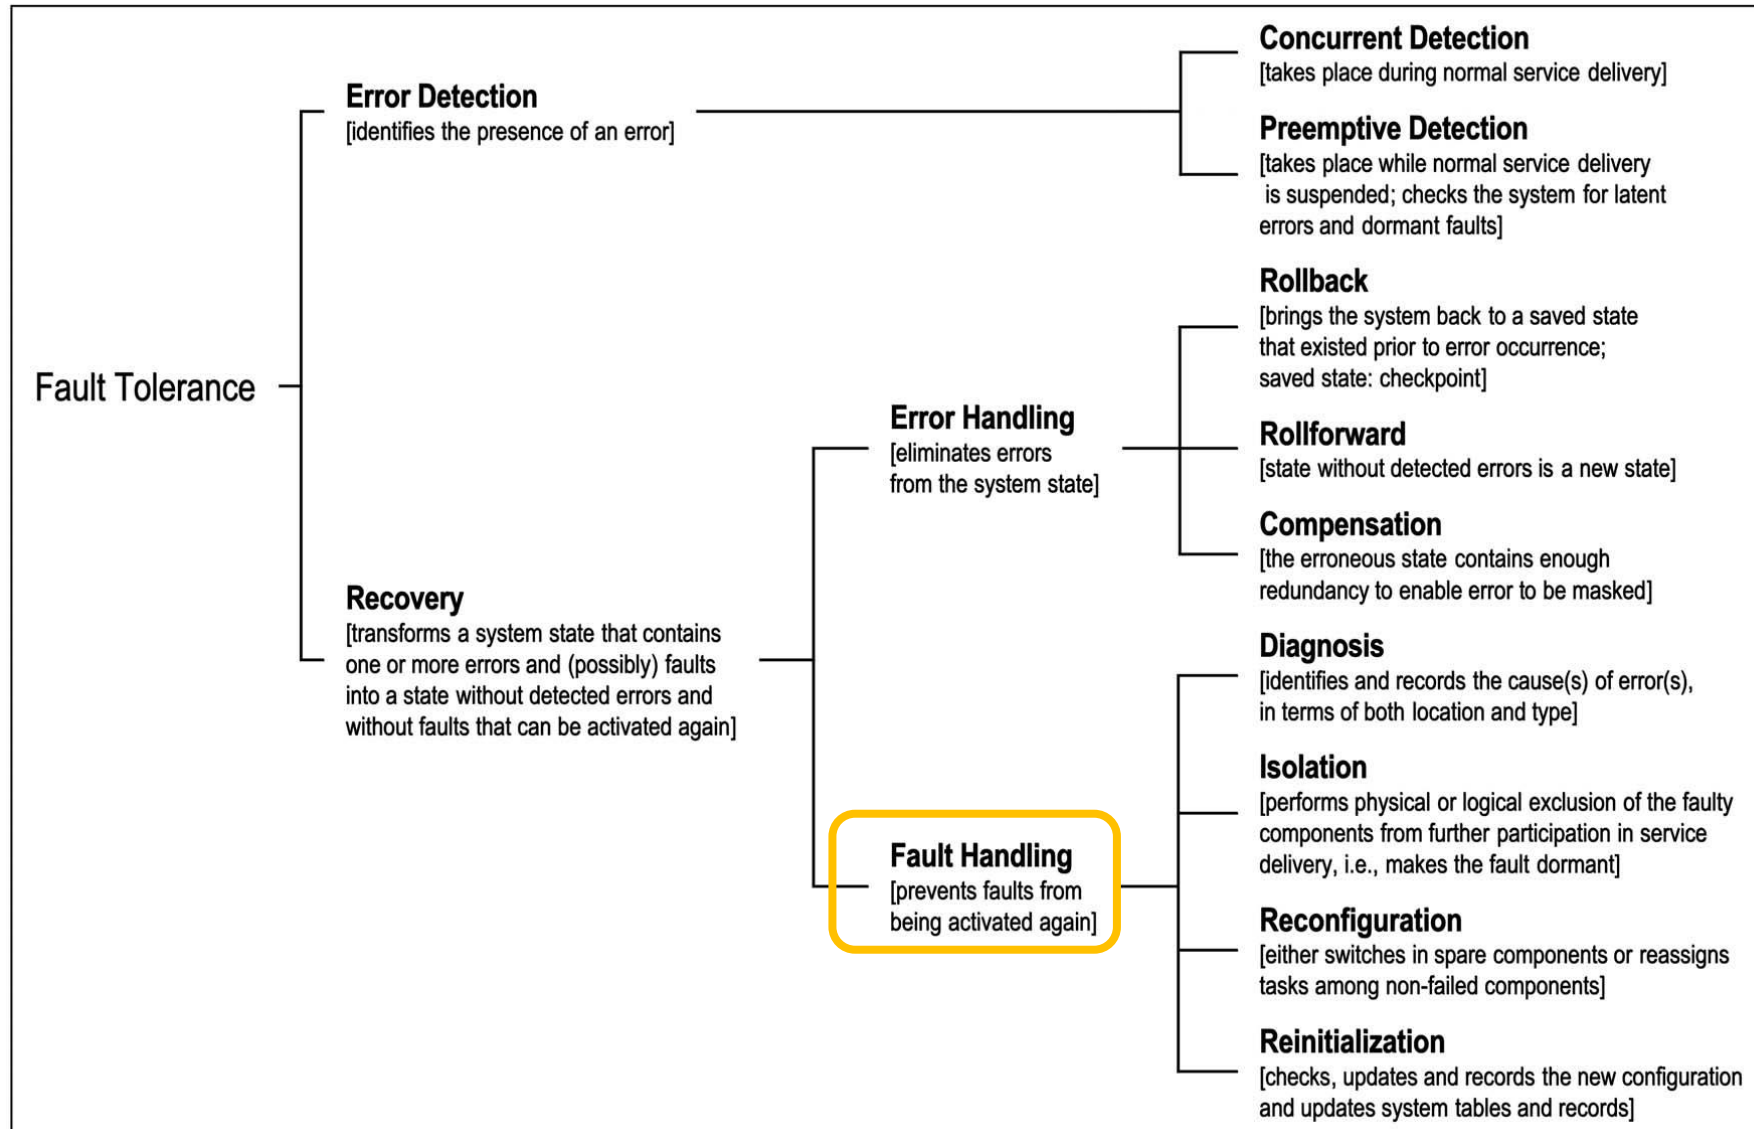 Fault Tolerance
Error Detection
[identifies the presence of an error]
Concurrent Detection
[takes place during normal service delivery]
Preemptive Detection
[takes place while normal service delivery
is suspended; checks the system for latent
errors and dormant faults]
Recovery
[transforms a system state that contains
one or more errors and (possibly) faults
into a state without detected errors and
without faults that can be activated again]
Error Handling
[eliminates errors
from the system state]
Rollback
[brings the system back to a saved state
that existed prior to error occurrence;
saved state: checkpoint]
Rollforward
[state without detected errors is a new state]
Compensation
[the erroneous state contains enough
redundancy to enable error to be masked]
Fault Handling
[prevents faults from
being activated again]
Diagnosis
[identifies and records the cause(s) of error(s),
in terms of both location and type]
Isolation
[performs physical or logical exclusion of the faulty
components from further participation in service
delivery, i.e., makes the fault dormant]
Reconfiguration
[either switches in spare components or reassigns
tasks among non-failed components]
Reinitialization
[checks, updates and records the new configuration
and updates system tables and records]